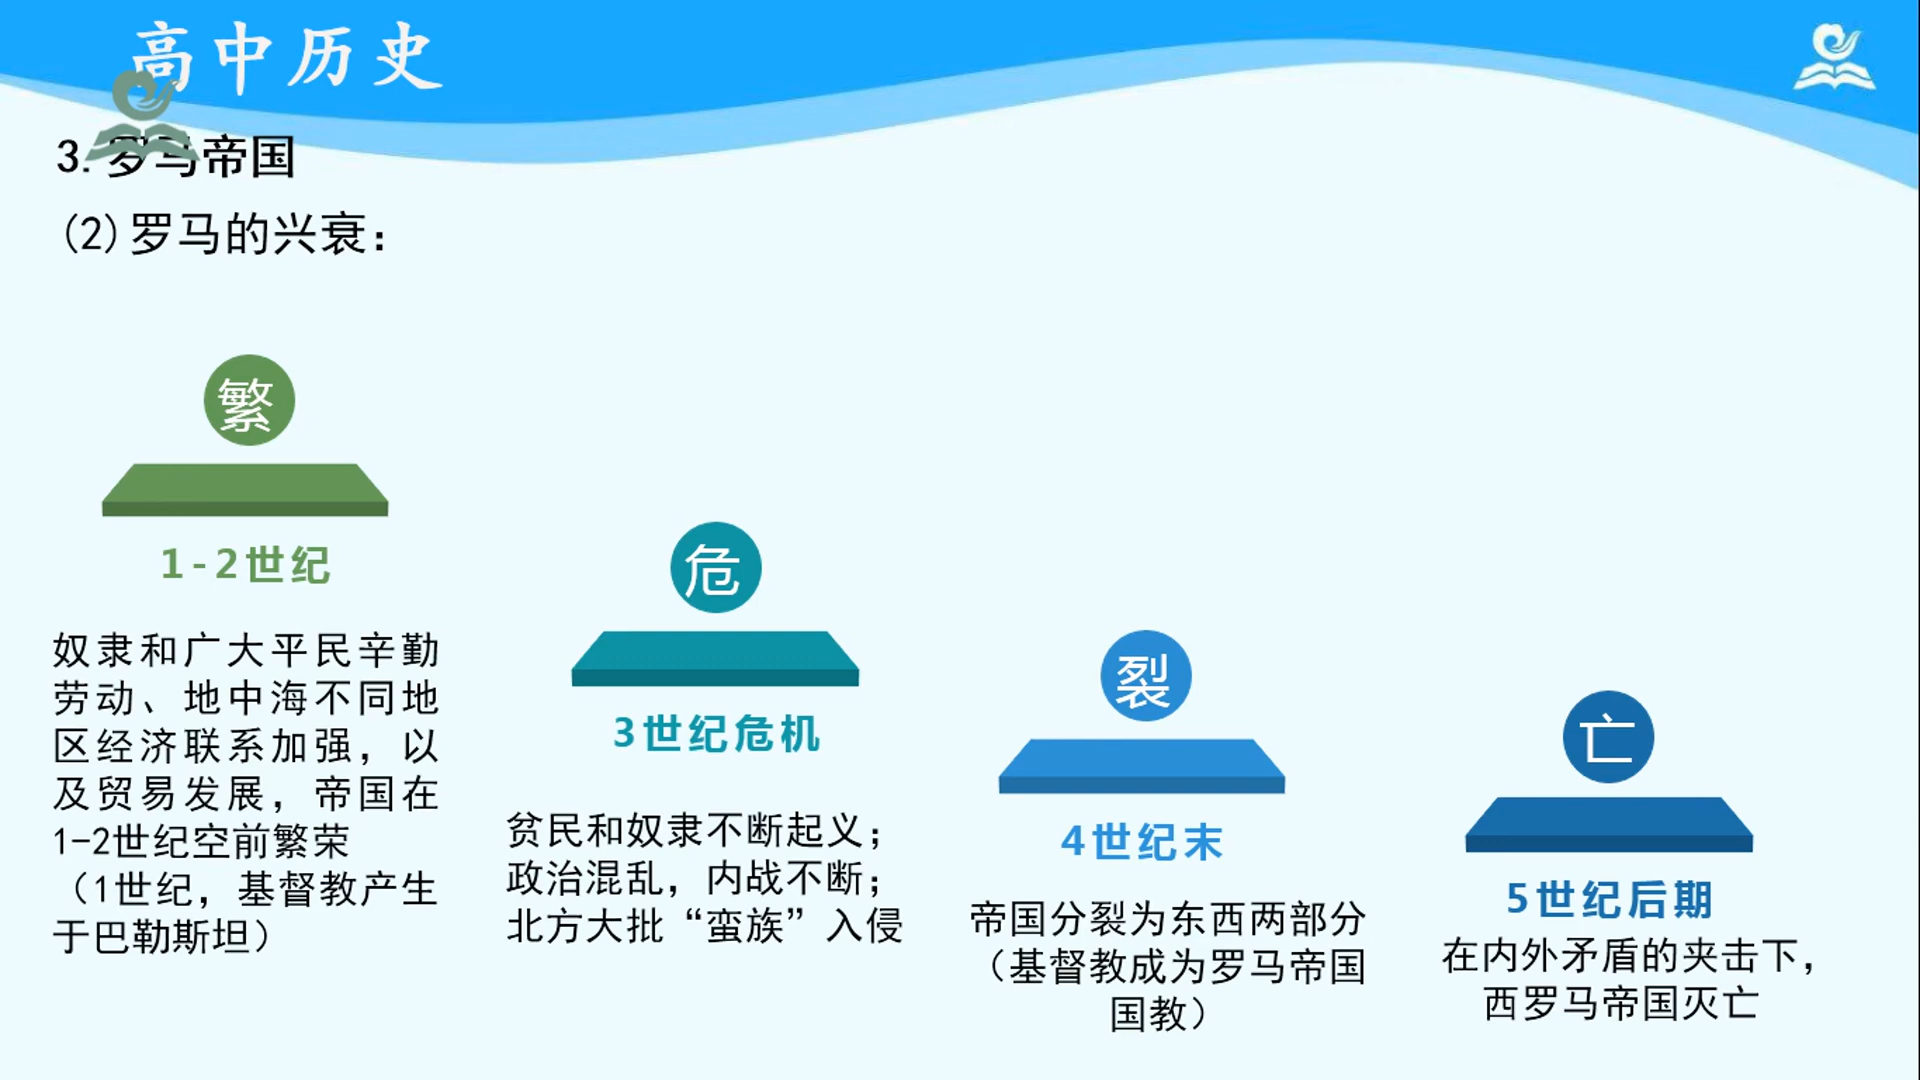 高中历史
3.罗马帝国
(2)罗马的兴衰：
繁
1-2世纪
奴隶和广大平民辛勤
劳动、地中海不同地
区经济联系加强，以
及贸易发展，帝国在
1-2世纪空前繁荣
（1世纪，基督教产生
于巴勒斯坦）
危
3世纪危机
贫民和奴隶不断起义；
政治混乱，内战不断；
北方大批“蛮族”入侵
裂
4世纪末
帝国分裂为东西两部分
（基督教成为罗马帝国
国教）
亡
5世纪后期
在内外矛盾的夹击下，
西罗马帝国灭亡